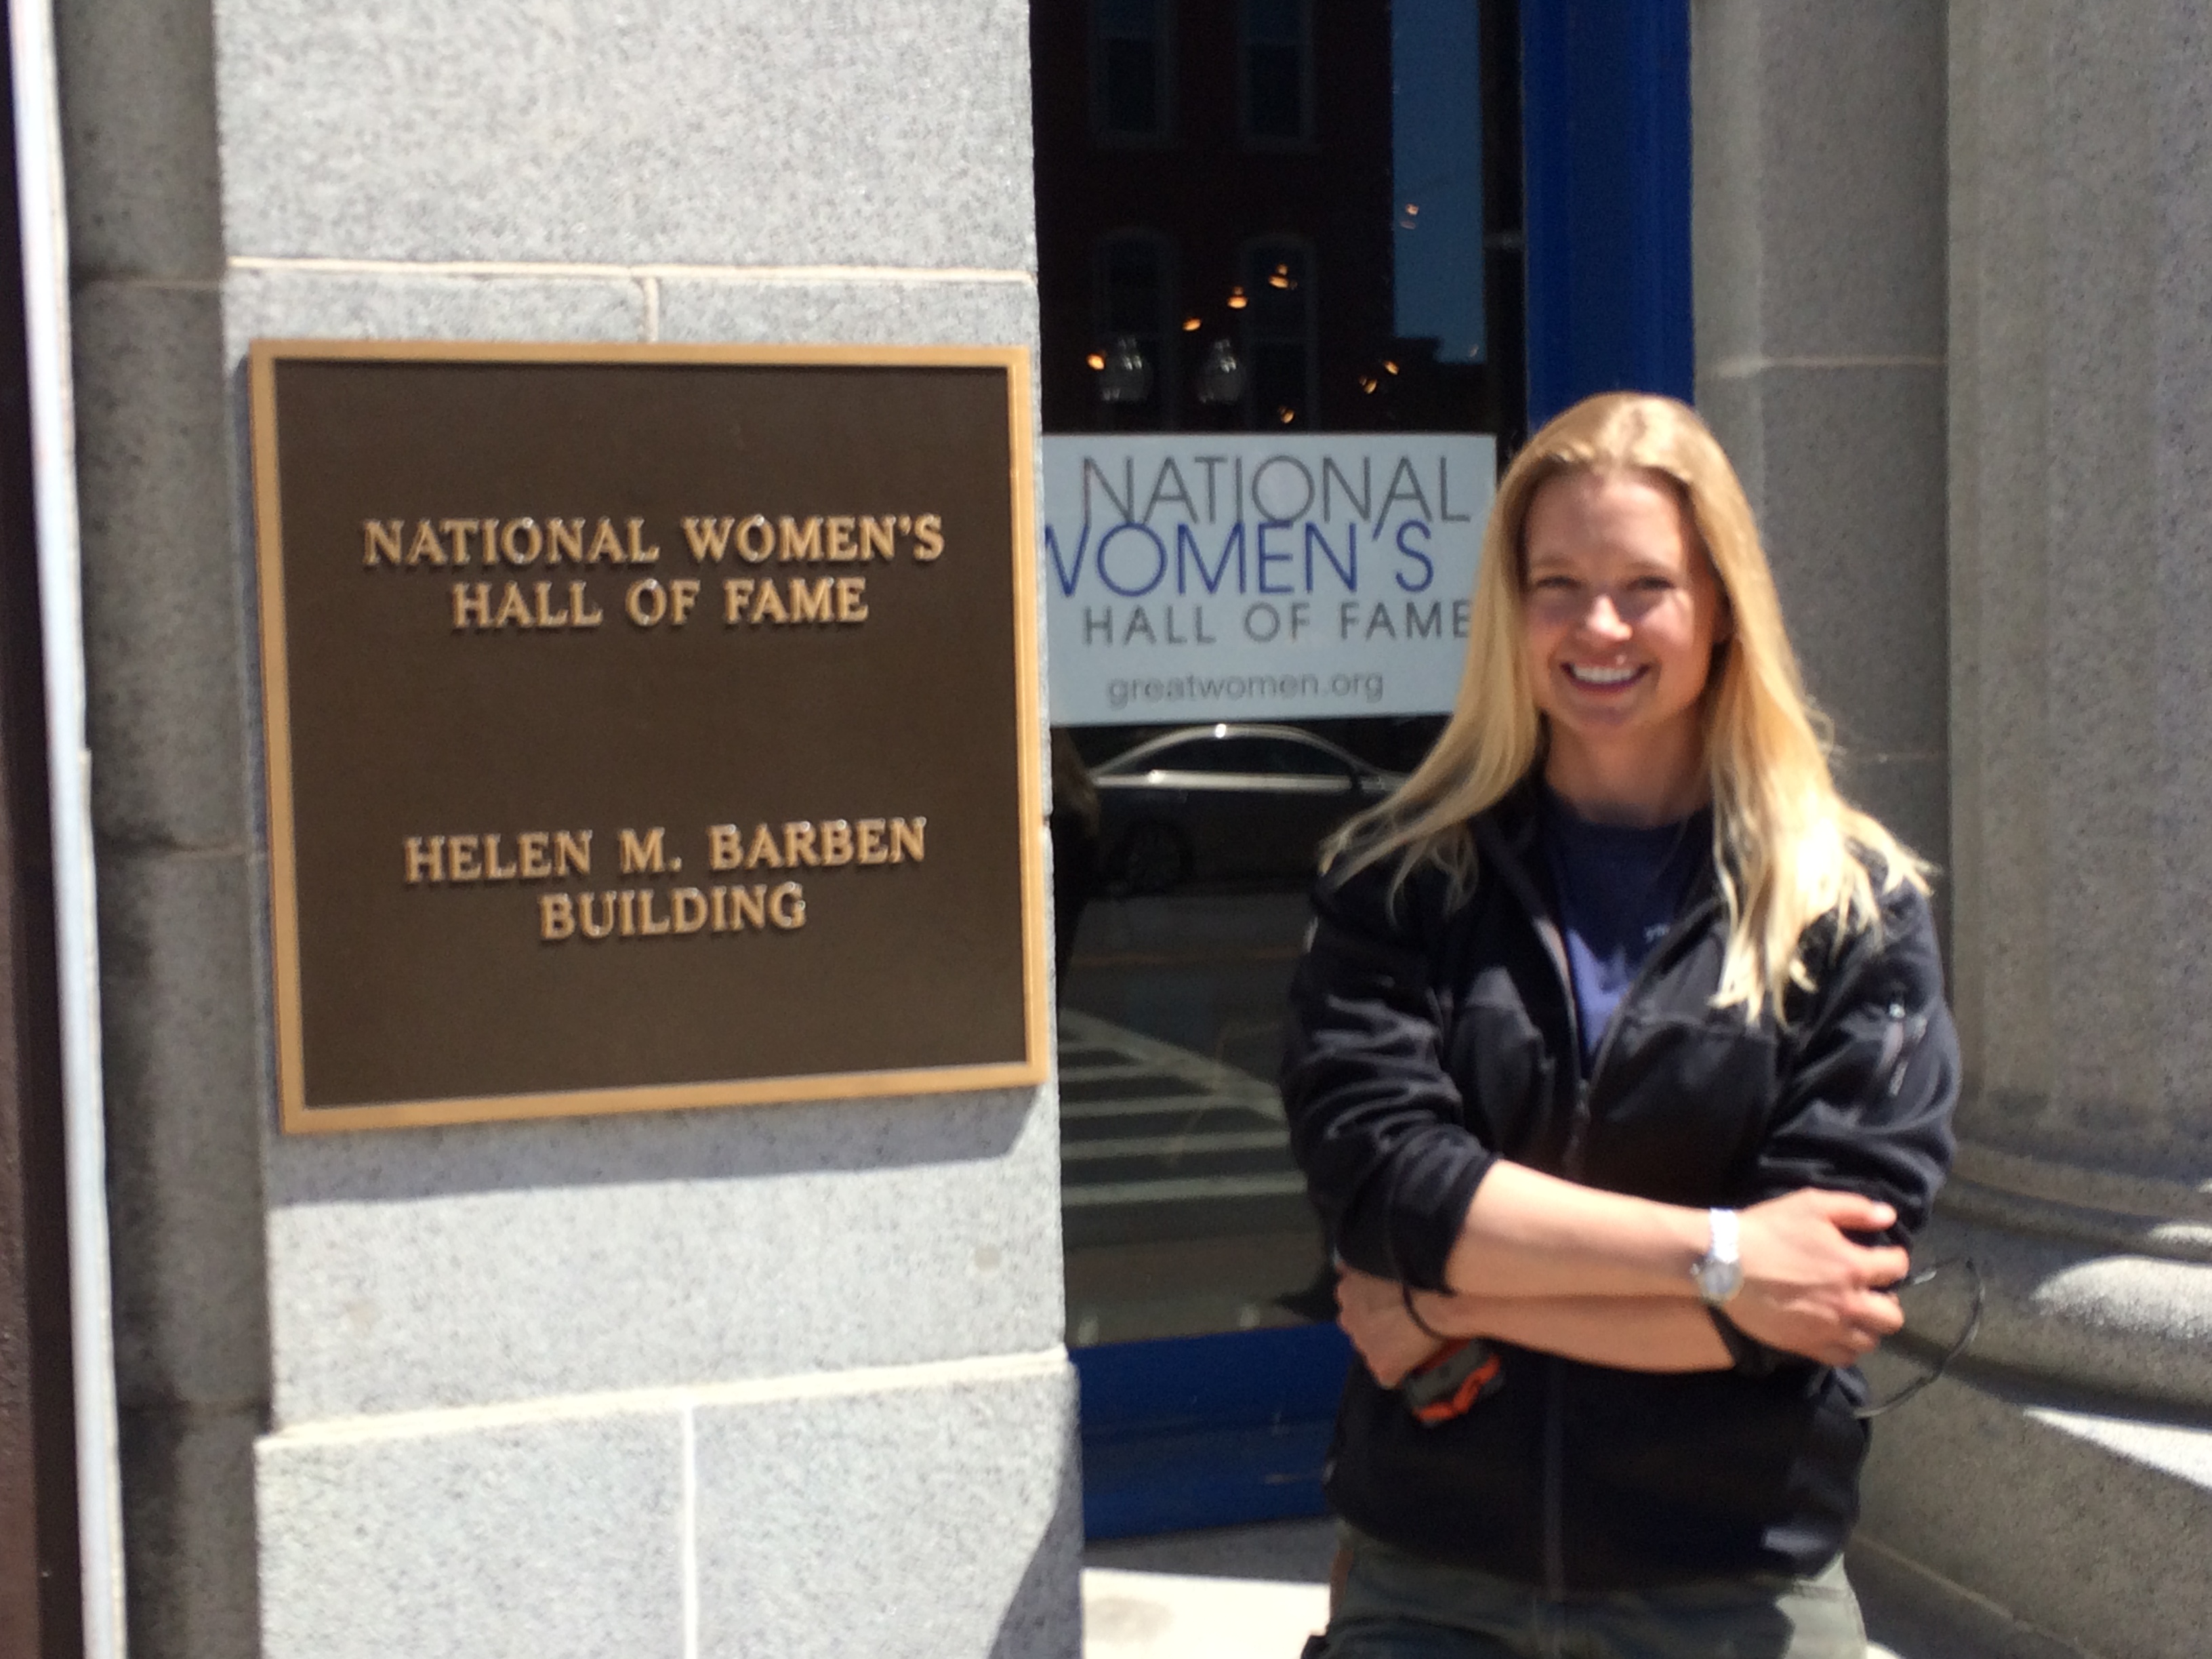 NATIONAL WOMEN'S
HALL OF FAME
HELEN M. BARBEN
BUILDING
NATIONAL
WOMEN'S
HALL OF FAME
greatwomen.org